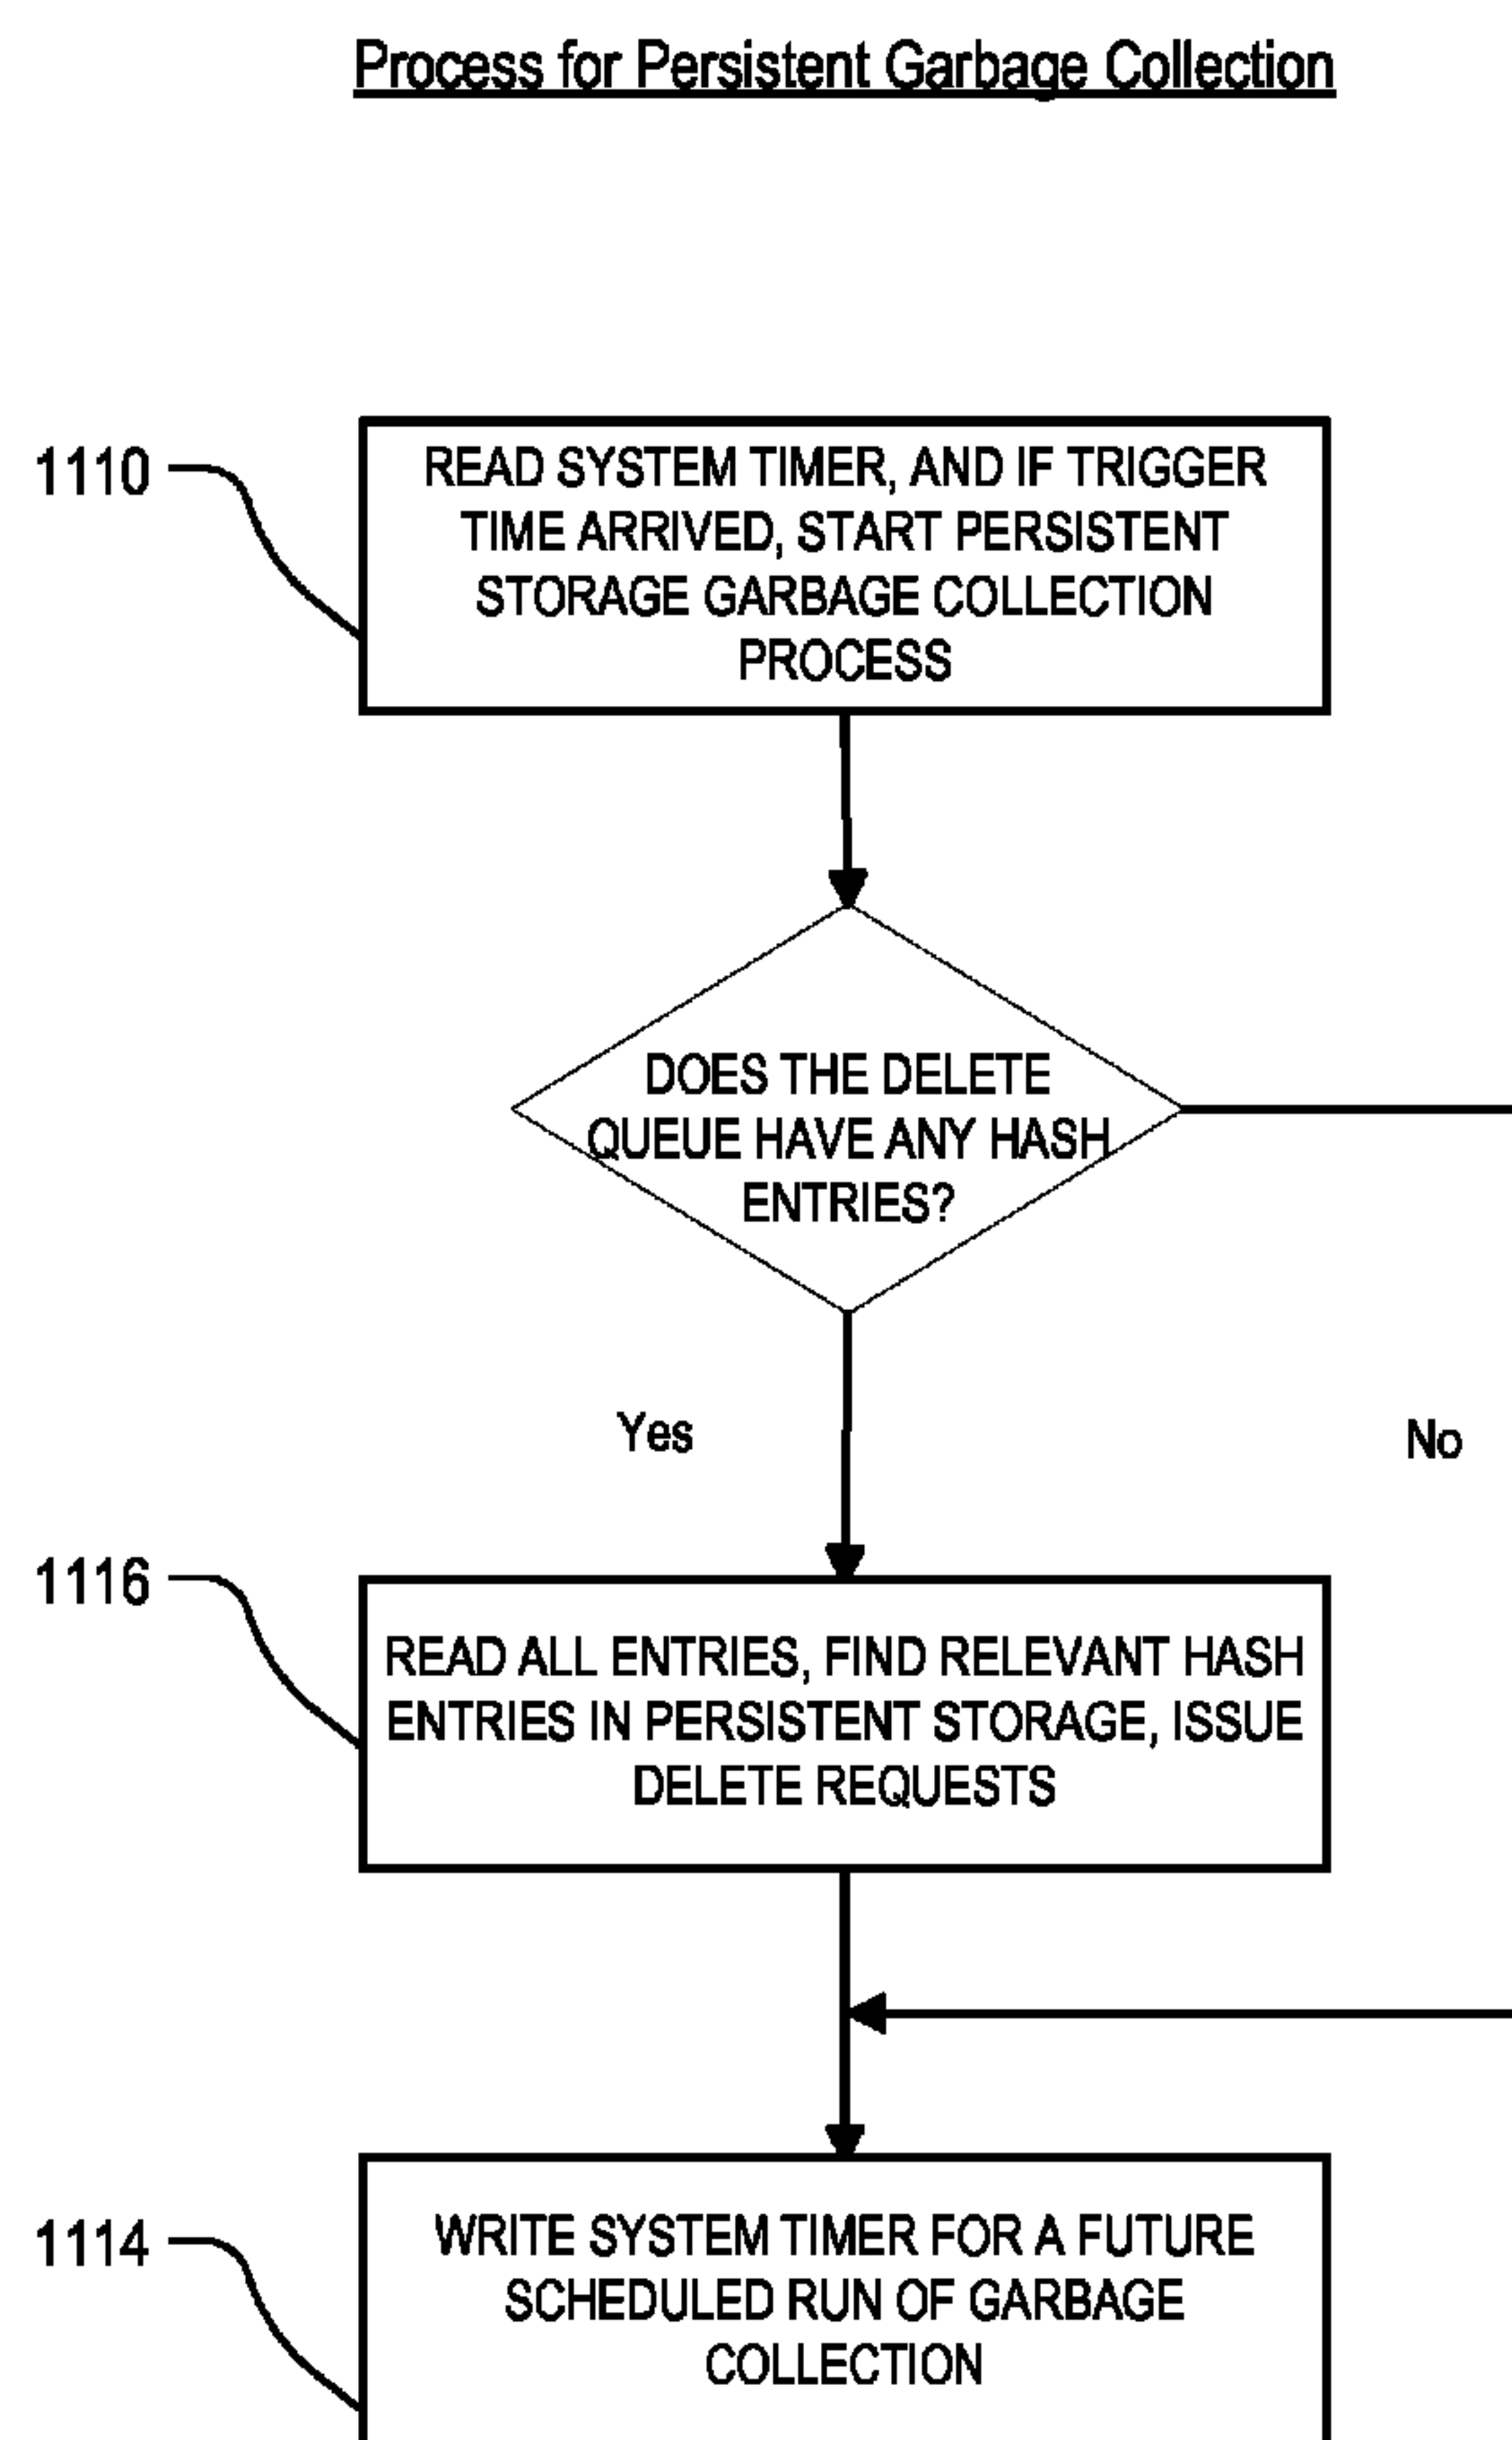 Process for Persistent Garbage Collection
1110
READ SYSTEM TIMER, AND IF TRIGGER
TIME ARRIVED, START PERSISTENT
STORAGE GARBAGE COLLECTION
PROCESS
DOES THE DELETE
QUEUE HAVE ANY HASH
ENTRIES?
Yes
No
1116
READ ALL ENTRIES, FIND RELEVANT HASH
ENTRIES IN PERSISTENT STORAGE, ISSUE
DELETE REQUESTS
1114
WRITE SYSTEM TIMER FOR A FUTURE
SCHEDULED RUN OF GARBAGE
COLLECTION